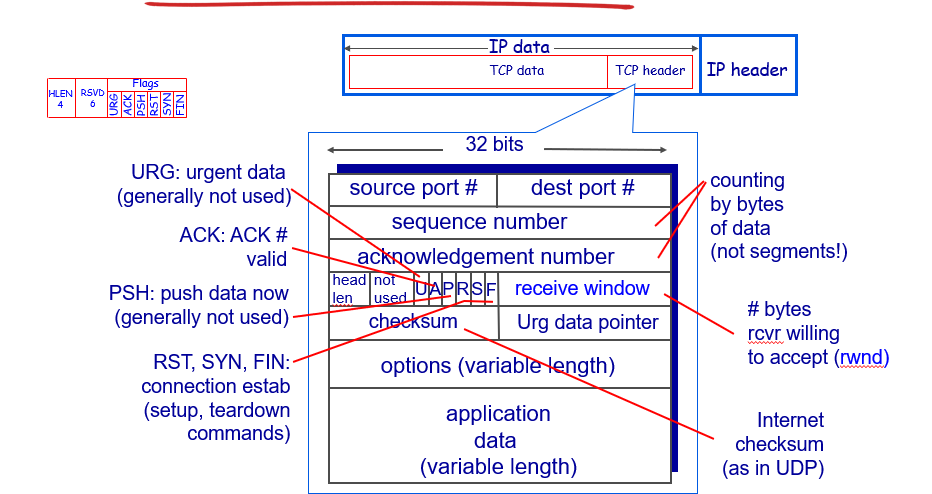 IP data
TCP data
TCP header
IP header
HLEN
4
RSVD
6
Flags
URG
ACK
PSH
RST
SYN
FIN
32 bits
source port #
dest port #
sequence number
acknowledgement number
head
len
not
used
U
A
P
R
S
F
receive window
checksum
Urg data pointer
options (variable length)
application
data
(variable length)
URG: urgent data
(generally not used)
ACK: ACK #
valid
PSH: push data now
(generally not used)
RST, SYN, FIN:
connection estab
(setup, teardown
commands)
counting
by bytes
of data
(not segments!)
# bytes
rcvr willing
to accept (rwnd)
Internet
checksum
(as in UDP)